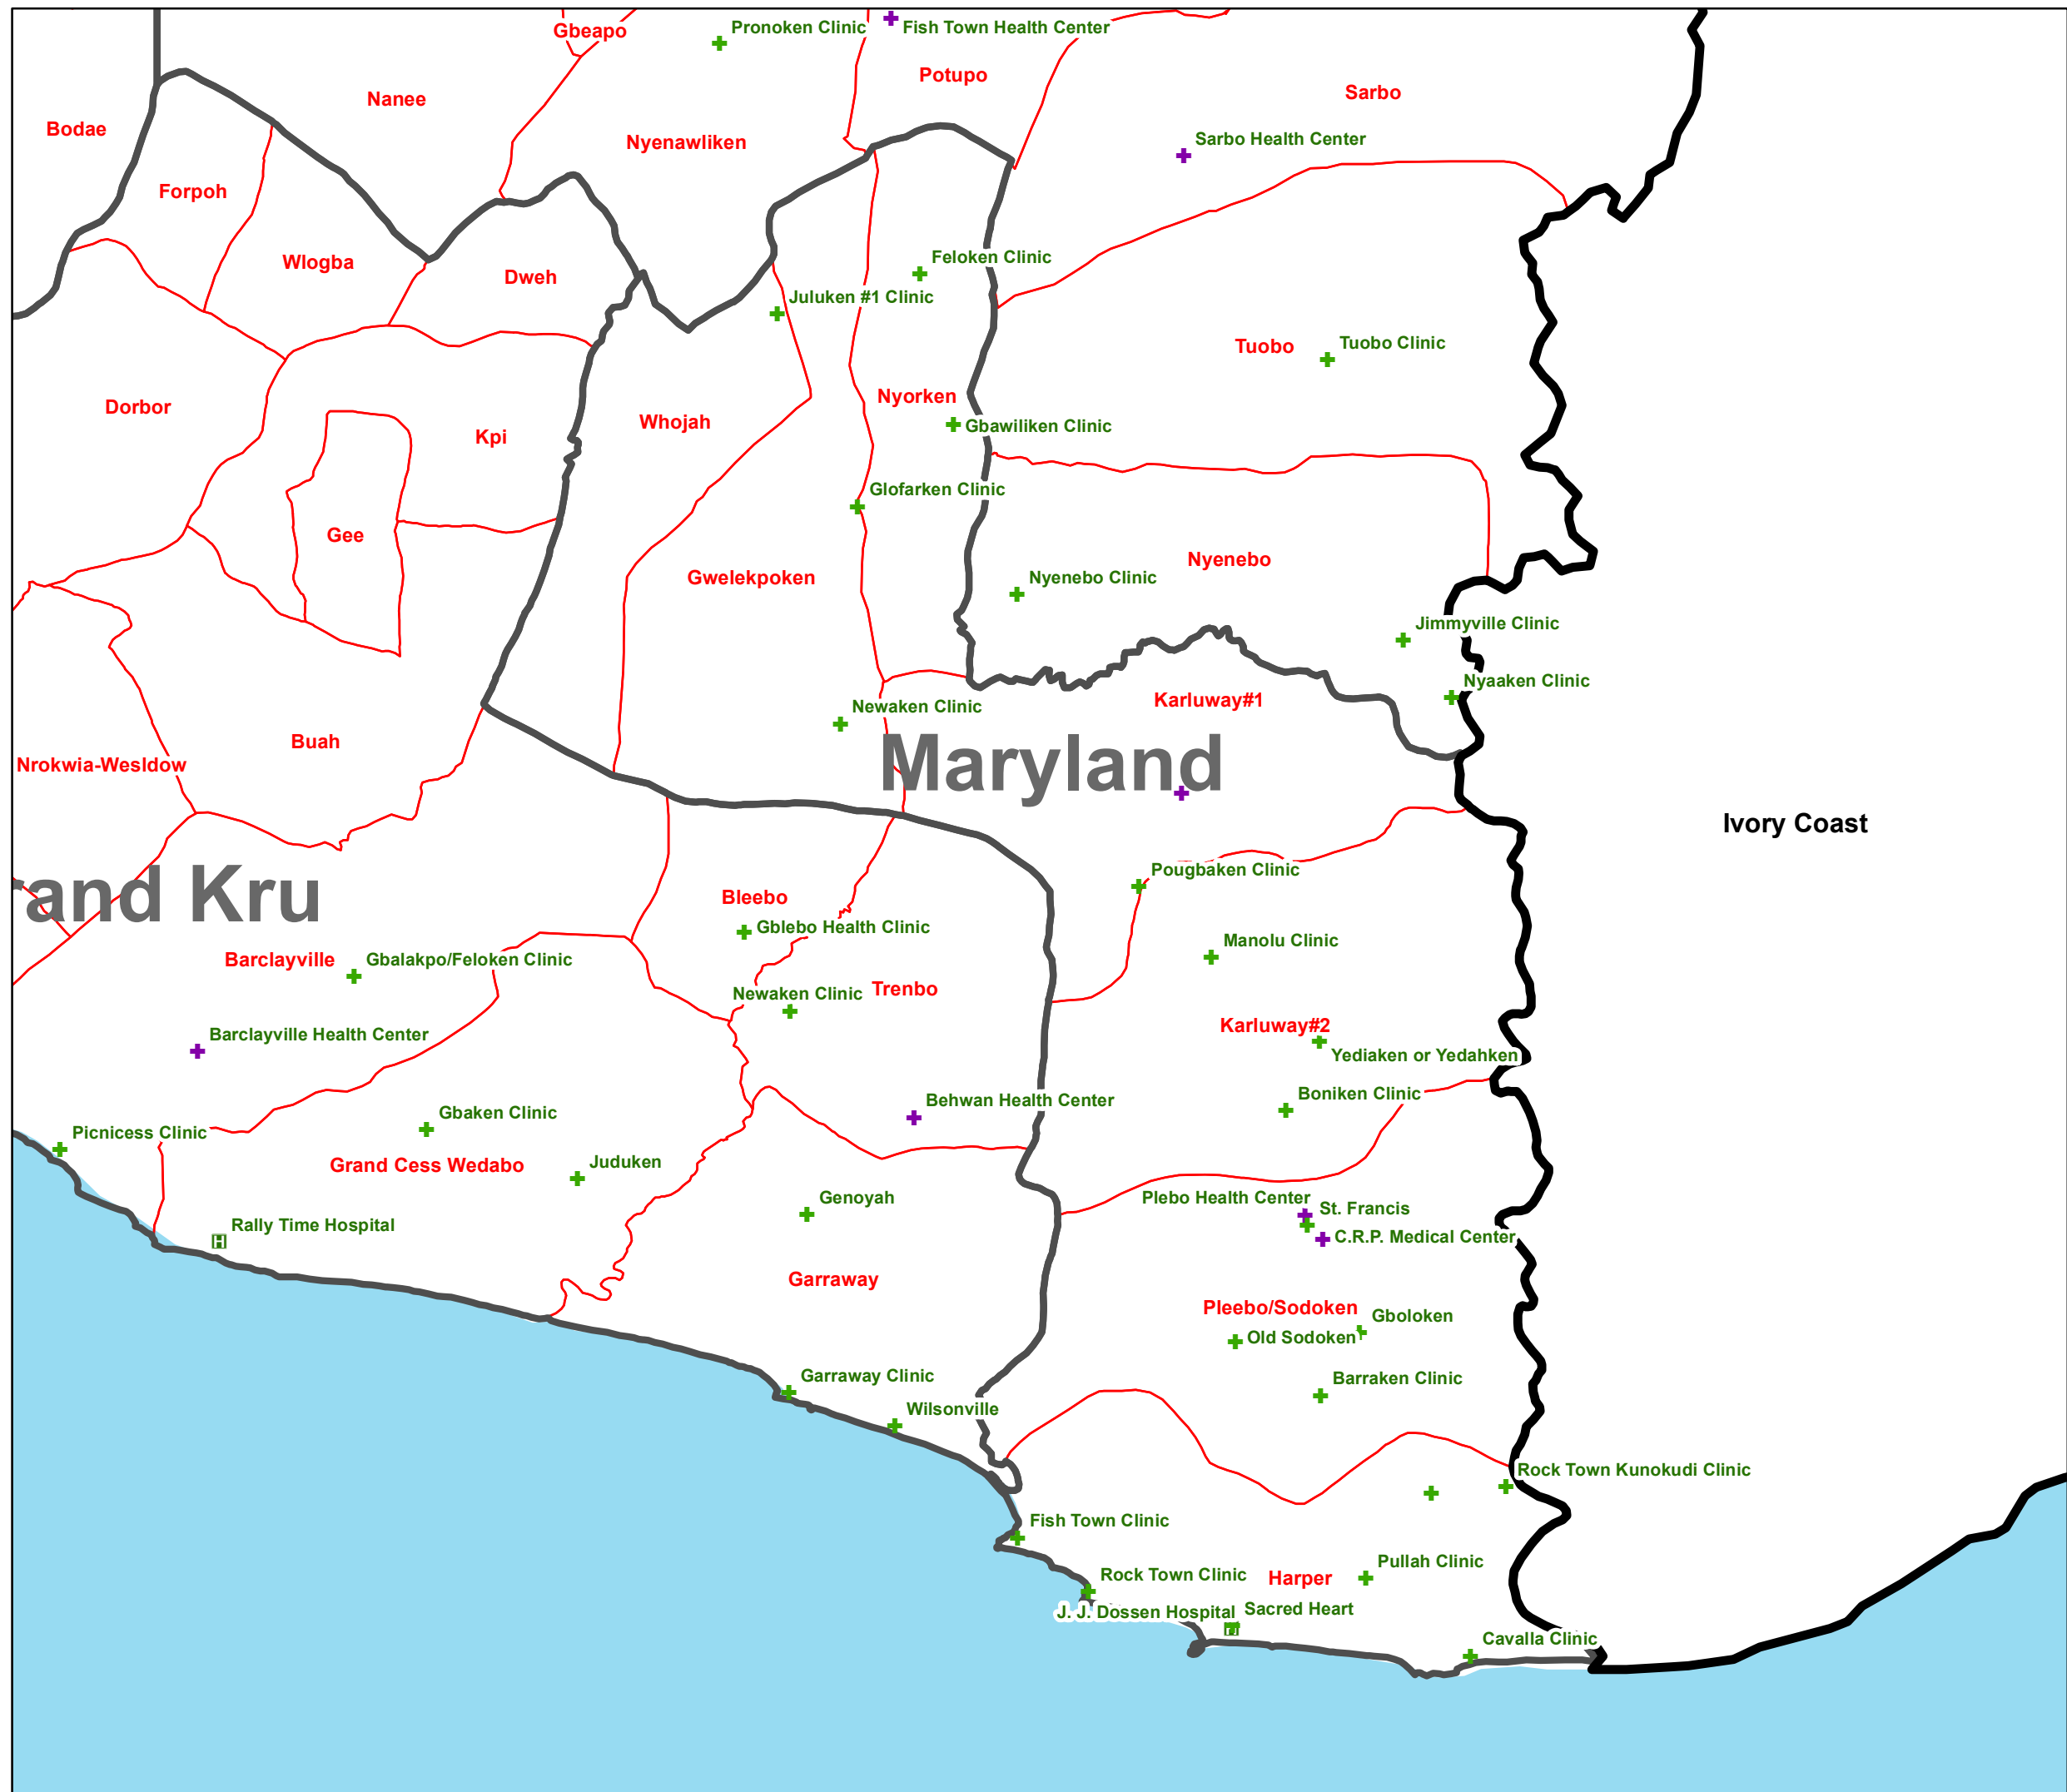 Gbeapo
Pronoken Clinic
Fish Town Health Center
Potupo
Nanee
Sarbo
Bodae
Nyenawliken
Sarbo Health Center
Forpoh
Wlogba
Dweh
Feloken Clinic
Juluken #1 Clinic
Tuobo
Tuobo Clinic
Dorbor
Nyorken
Whojah
Gbawiliken Clinic
Kpi
Glofarken Clinic
Gee
Nyenebo
Gwelekpoken
Nyenebo Clinic
Jimmyville Clinic
Nyaaken Clinic
Karluway#1
Newaken Clinic
Buah
Maryland
Nrokwia-Wesldow
Ivory Coast
Pougbaken Clinic
rand Kru
Bleebo
Gblebo Health Clinic
Manolu Clinic
Barclayville
Gbalakpo/Feloken Clinic
Trenbo
Newaken Clinic
Karluway#2
Barclayville Health Center
Yediaken or Yedahken
Boniken Clinic
Behwan Health Center
Gbaken Clinic
Picnicess Clinic
Grand Cess Wedabo
Juduken
Plebo Health Center
Genoyah
St. Francis
Rally Time Hospital
C.R.P. Medical Center
Garraway
Pleebo/Sodoken
Gboloken
Old Sodoken
Garraway Clinic
Barraken Clinic
Wilsonville
Rock Town Kunokudi Clinic
Fish Town Clinic
Pullah Clinic
Rock Town Clinic
Harper
J. J. Dossen Hospital
Sacred Heart
Cavalla Clinic